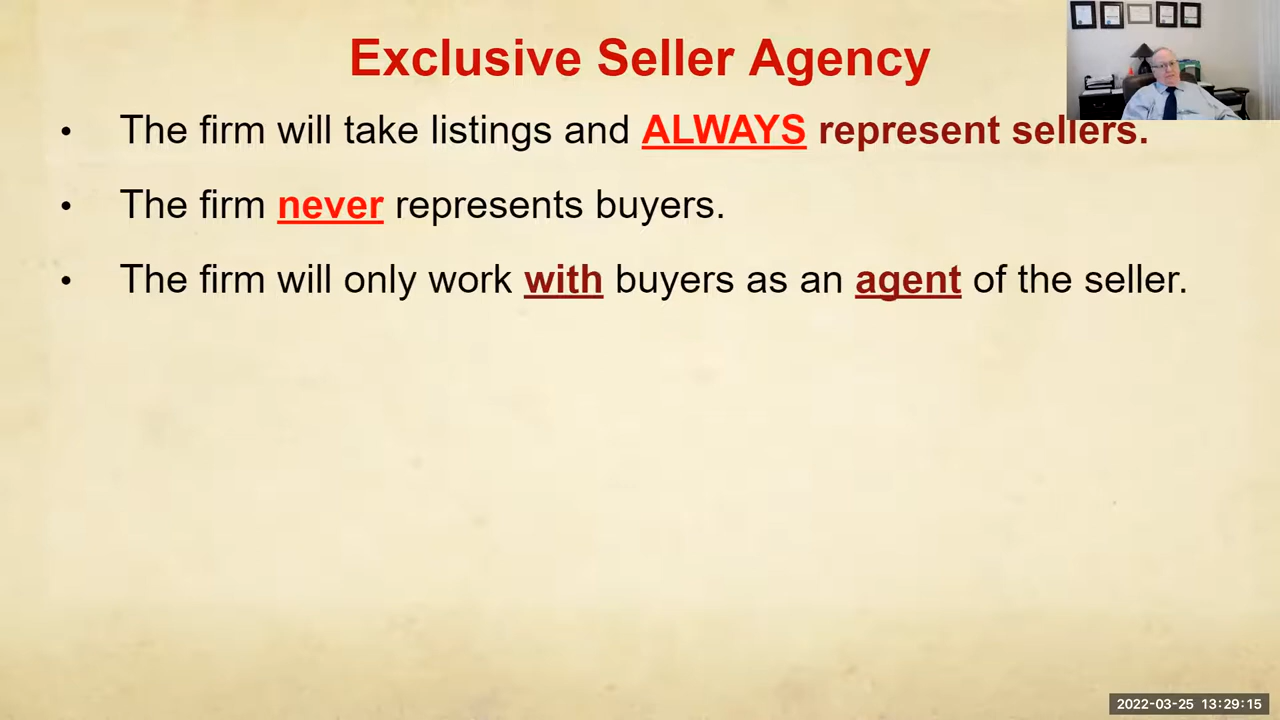 Exclusive Seller Agency
• The firm will take listings and ALWAYS represent sellers.
• The firm never represents buyers.
• The firm will only work with buyers as an agent of the seller.
2022-03-25 13:29:15